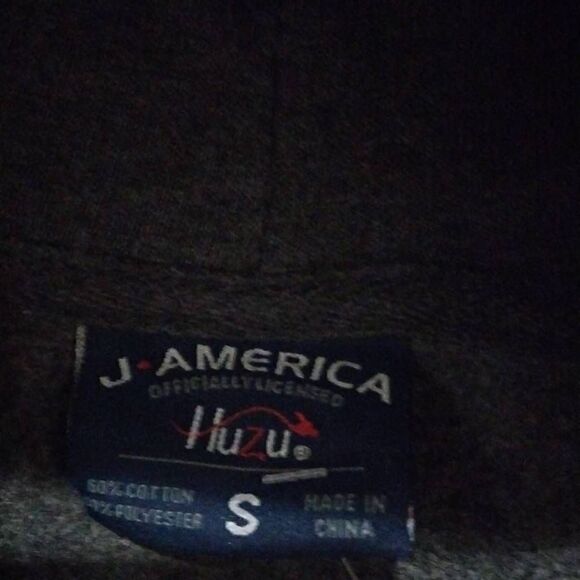 J·AMERICA
OFFICIALLY LICENSED
Huzu®
60% COTTON
POLYESTER
S
MADE IN
CHINA